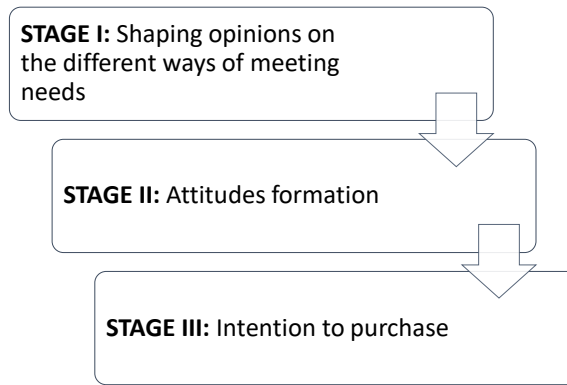 STAGE I: Shaping opinions on
the different ways of meeting
needs
STAGE II: Attitudes formation
STAGE III: Intention to purchase